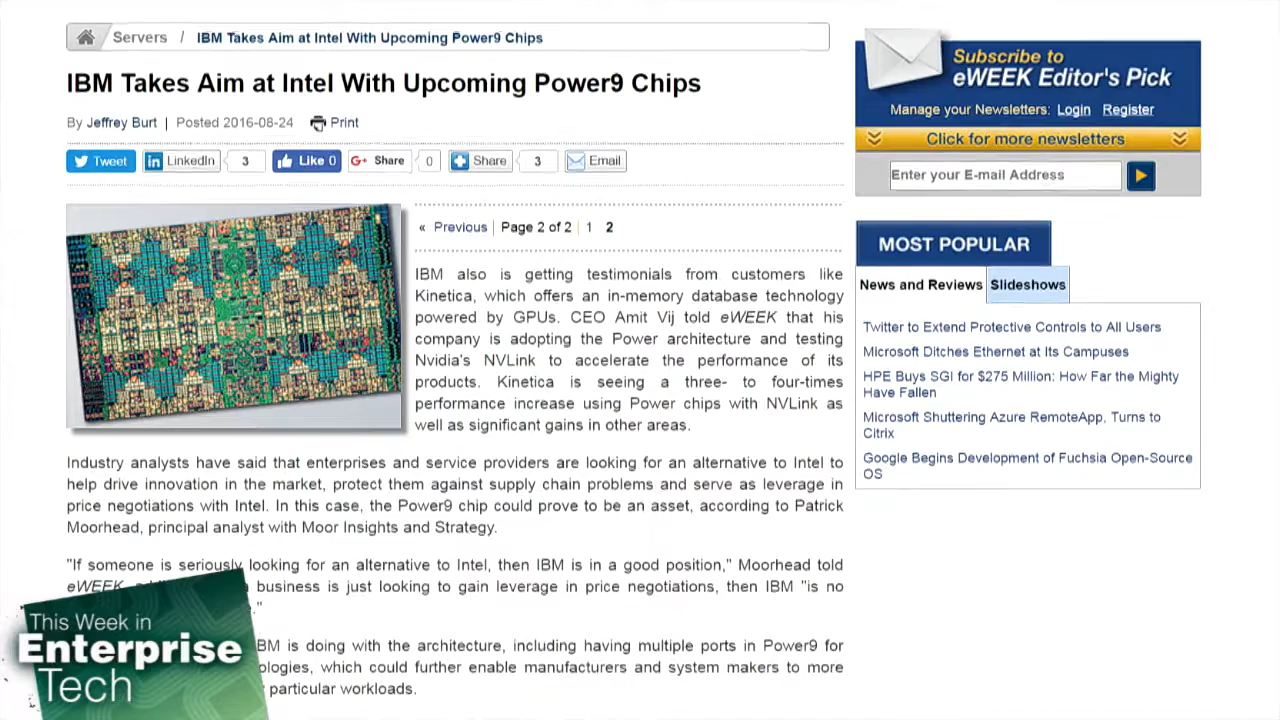 Servers / IBM Takes Aim at Intel With Upcoming Power9 Chips
IBM Takes Aim at Intel With Upcoming Power9 Chips
By Jeffrey Burt | Posted 2016-08-24 Print
Tweet LinkedIn 3 Like 0 G+ Share 0 Share 3 Email
« Previous | Page 2 of 2 | 1 2
IBM also is getting testimonials from customers like
Kinetica, which offers an in-memory database technology
powered by GPUs. CEO Amit Vij told eWEEK that his
company is adopting the Power architecture and testing
Nvidia's NVLink to accelerate the performance of its
products. Kinetica is seeing a three- to four-times
performance increase using Power chips with NVLink as
well as significant gains in other areas.
Industry analysts have said that enterprises and service providers are looking for an alternative to Intel to
help drive innovation in the market, protect them against supply chain problems and serve as leverage in
price negotiations with Intel. In this case, the Power9 chip could prove to be an asset, according to Patrick
Moorhead, principal analyst with Moor Insights and Strategy.
"If someone is seriously looking for an alternative to Intel, then IBM is in a good position," Moorhead told
eWEEK, business is just looking to gain leverage in price negotiations, then IBM "is no
."
IBM is doing with the architecture, including having multiple ports in Power9 for
ologies, which could further enable manufacturers and system makers to more
particular workloads.
Subscribe to
eWEEK Editor's Pick
Manage your Newsletters: Login Register
Click for more newsletters
Enter your E-mail Address
MOST POPULAR
News and Reviews Slideshows
Twitter to Extend Protective Controls to All Users
Microsoft Ditches Ethernet at Its Campuses
HPE Buys SGI for $275 Million: How Far the Mighty
Have Fallen
Microsoft Shuttering Azure RemoteApp, Turns to
Citrix
Google Begins Development of Fuchsia Open-Source
OS
This Week in
Enterprise
Tech